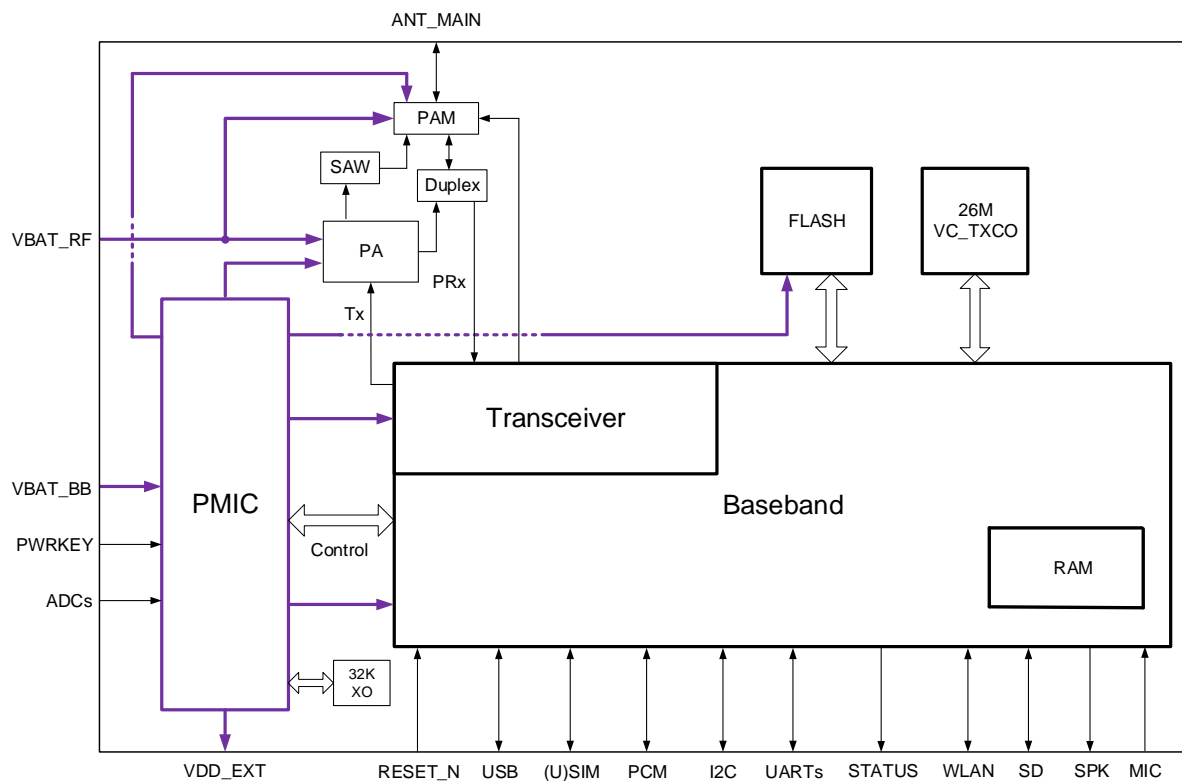 ANT_MAIN
PAM
SAW
Duplex
FLASH
26M
VC_TXCO
VBAT_RF
PA
PRx
Tx
Transceiver
VBAT_BB
PMIC
Baseband
PWRKEY
Control
RAM
ADCs
32K
XO
VDD_EXT
RESET_N
USB
(U)SIM
PCM
I2C
UARTs
STATUS
WLAN
SD
SPK
MIC